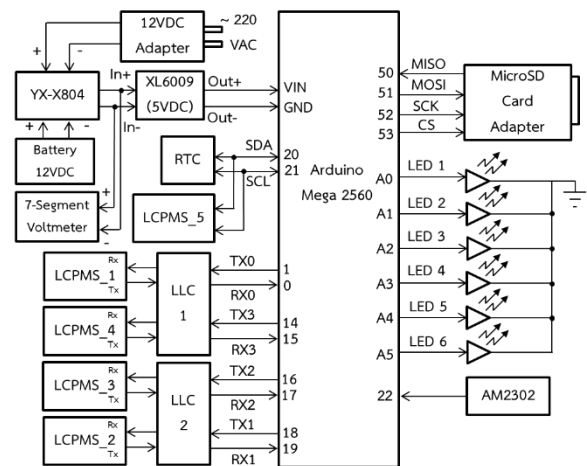 12VDC
Adapter
~ 220
VAC
+
-
YX-X804
In+
In-
XL6009
(5VDC)
Out+
Out-
VIN
GND
+
-
Battery
12VDC
7-Segment
Voltmeter
+
-
RTC
SDA
SCL
20
21
LCPMS_5
Arduino
Mega 2560
LCPMS_1
Rx
Tx
LCPMS_4
Rx
Tx
LLC
1
TX0
1
0
RX0
TX3
14
15
RX3
LCPMS_3
Rx
Tx
LCPMS_2
Rx
Tx
LLC
2
TX2
16
17
RX2
TX1
18
19
RX1
50
MISO
51
MOSI
52
SCK
53
CS
MicroSD
Card
Adapter
A0
LED 1
A1
LED 2
A2
LED 3
A3
LED 4
A4
LED 5
A5
LED 6
22
AM2302